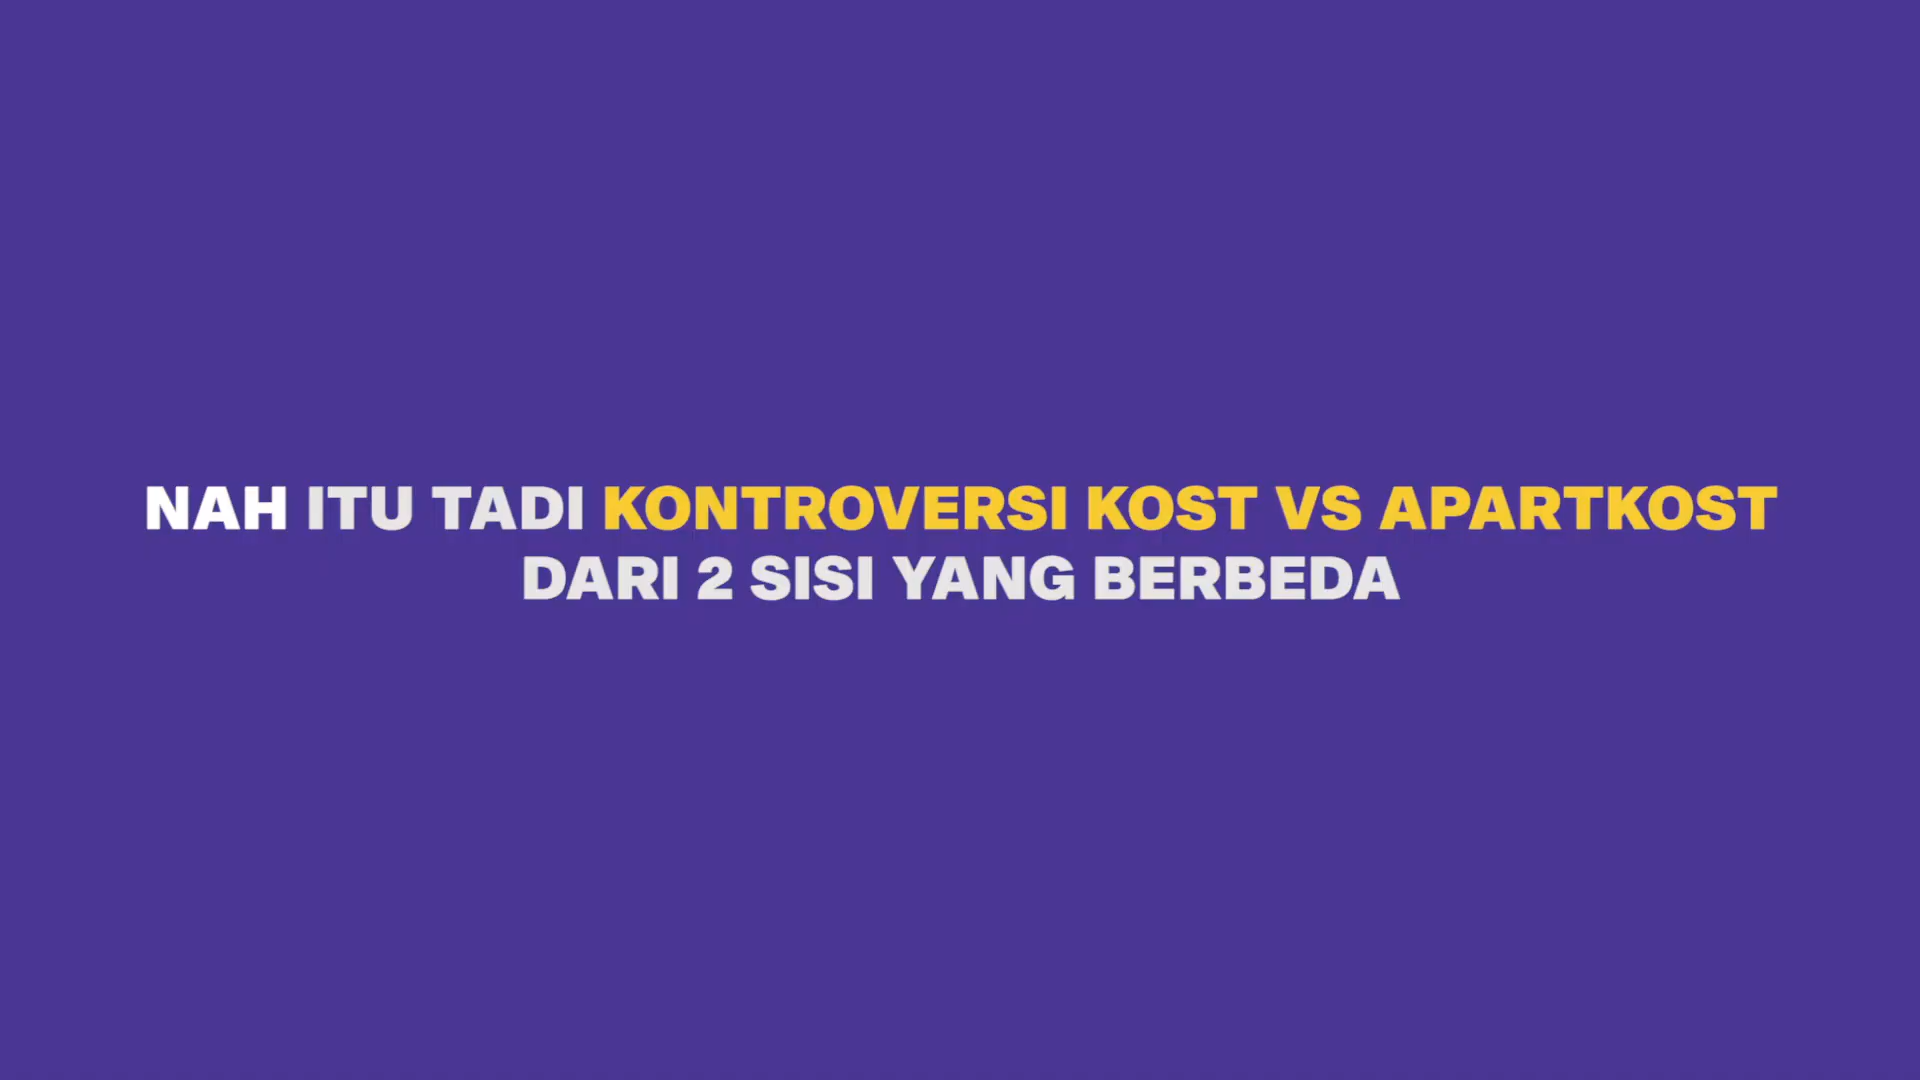 NAH ITU TADI KONTROVERSI KOST VS APARTKOST
DARI 2 SISI YANG BERBEDA